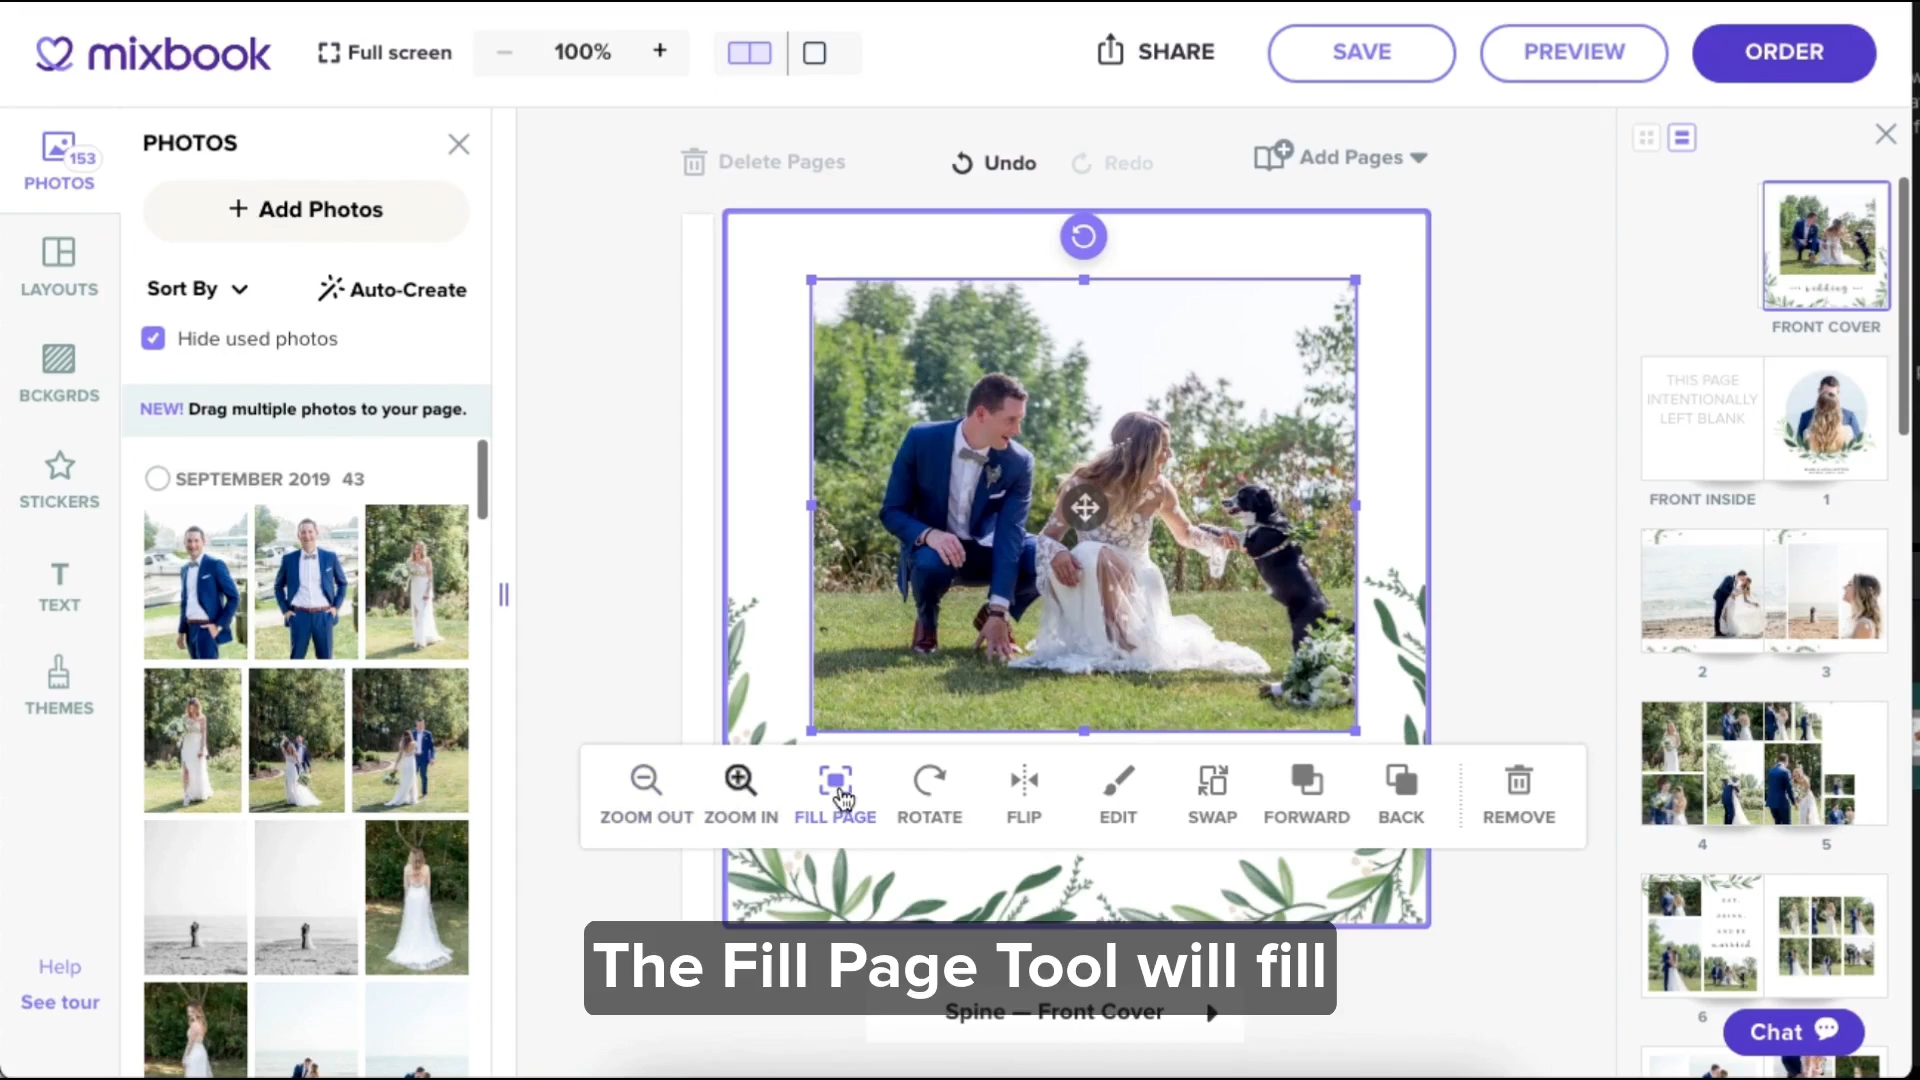 mixbook
Full screen
100%
SHARE
SAVE
PREVIEW
ORDER
153
PHOTOS
LAYOUTS
BCKGRDS
STICKERS
TEXT
THEMES
Help
See tour
PHOTOS
+ Add Photos
Sort By
Auto-Create
Hide used photos
NEW! Drag multiple photos to your page.
SEPTEMBER 2019 43
Delete Pages
Undo
Redo
Add Pages
ZOOM OUT
ZOOM IN
FILL PAGE
ROTATE
FLIP
EDIT
SWAP
FORWARD
BACK
REMOVE
The Fill Page Tool will fill
Spine — Front Cover
wedding
FRONT COVER
THIS PAGE
INTENTIONALLY
LEFT BLANK
FRONT INSIDE
1
2
3
4
5
married
6
Chat